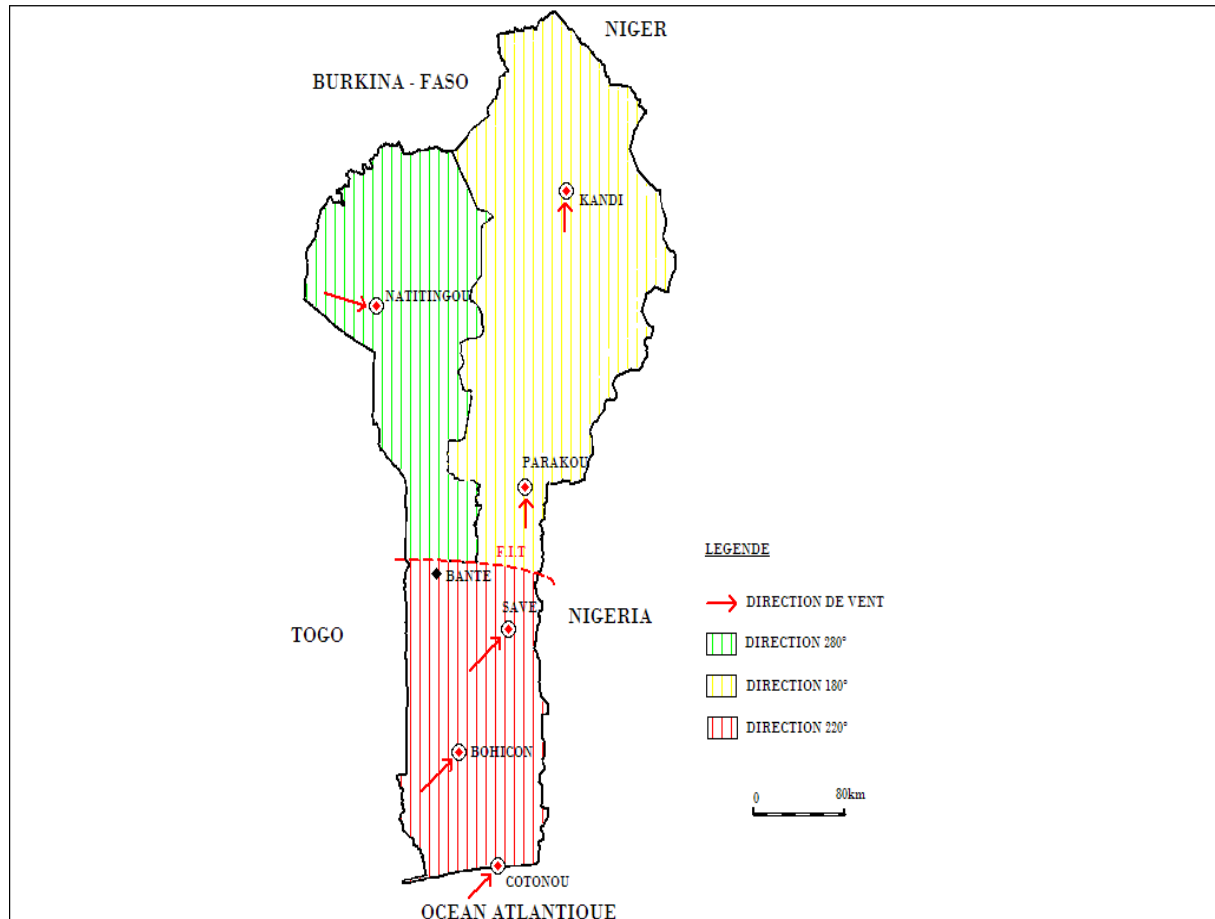 NIGER
BURKINA - FASO
KANDI
NATITINGOU
PARAKOU
F.I.T
BANTE
SAVE
NIGERIA
TOGO
BOHICON
COTONOU
OCEAN ATLANTIQUE
LEGENDE
DIRECTION DE VENT
DIRECTION 280°
DIRECTION 180°
DIRECTION 220°
0 80km